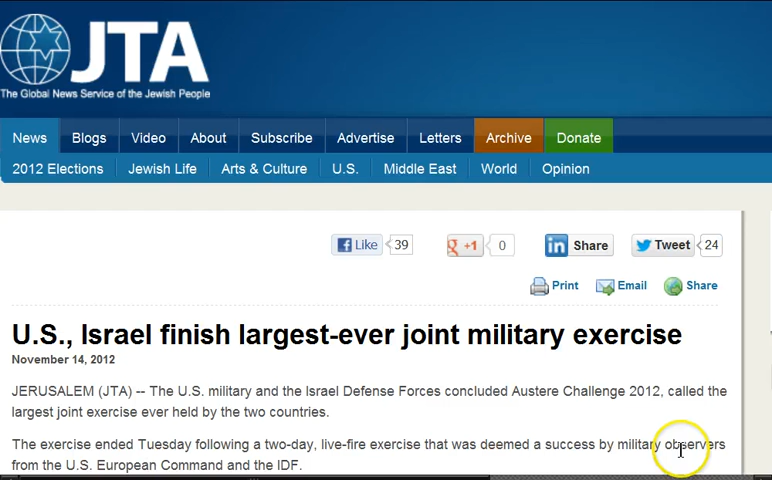 JTA
The Global News Service of the Jewish People
News Blogs Video About Subscribe Advertise Letters Archive Donate
2012 Elections Jewish Life Arts & Culture U.S. Middle East World Opinion
Like 39 +1 0 Share Tweet 24
Print Email Share
U.S., Israel finish largest-ever joint military exercise
November 14, 2012
JERUSALEM (JTA) -- The U.S. military and the Israel Defense Forces concluded Austere Challenge 2012, called the
largest joint exercise ever held by the two countries.
The exercise ended Tuesday following a two-day, live-fire exercise that was deemed a success by military observers
from the U.S. European Command and the IDF.